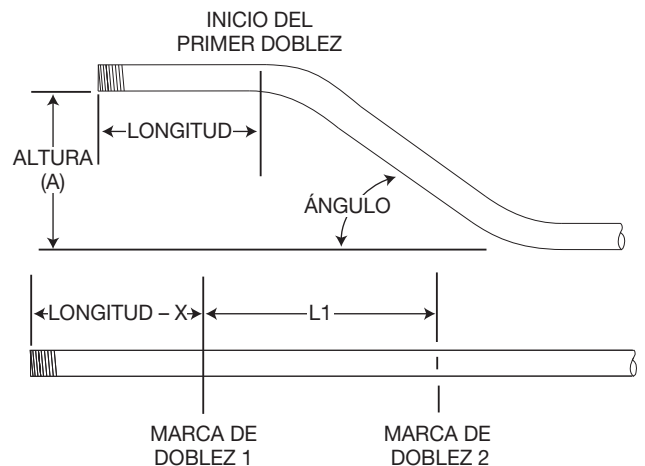 INICIO DEL
PRIMER DOBLEZ
LONGITUD
ALTURA
(A)
ÁNGULO
LONGITUD – X
L1
MARCA DE
DOBLEZ 1
MARCA DE
DOBLEZ 2